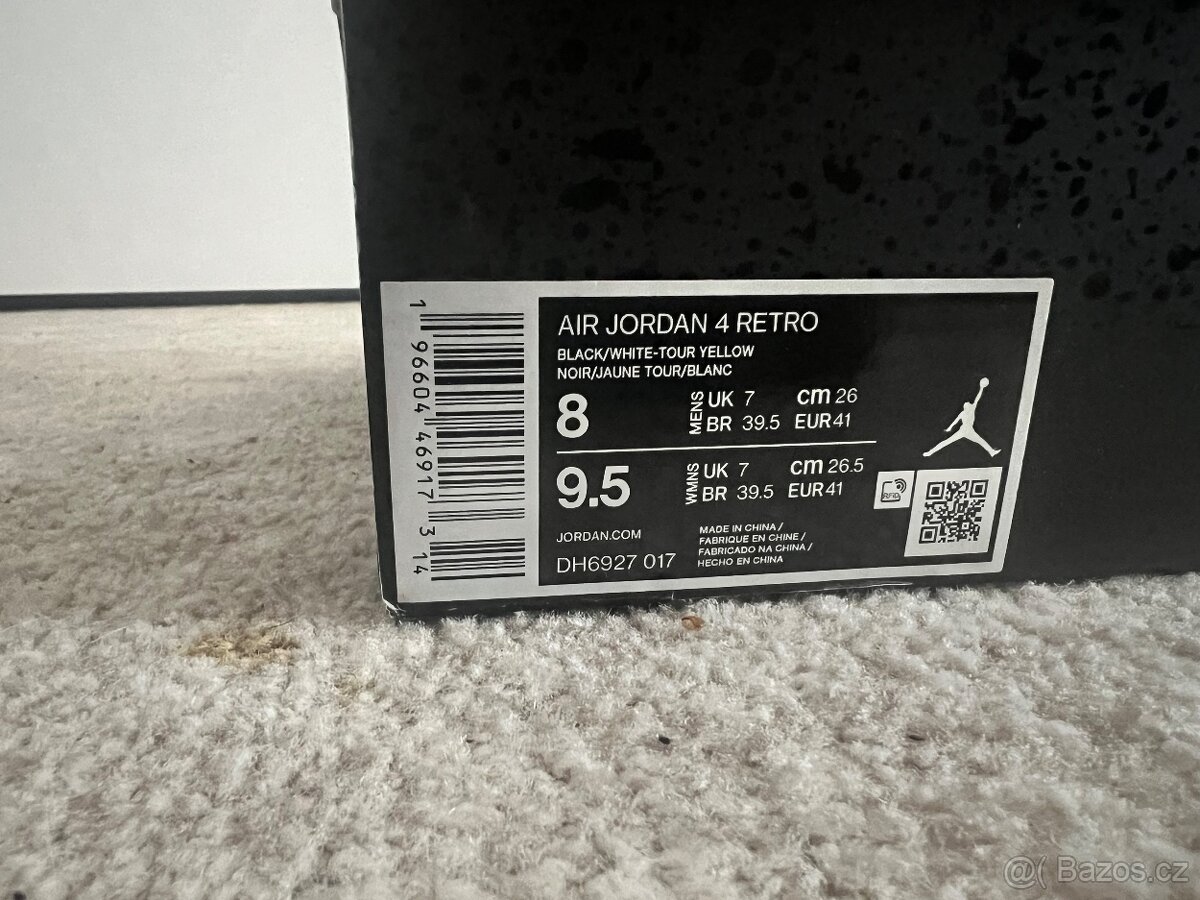 1 96604 46917 3 14
AIR JORDAN 4 RETRO
BLACK/WHITE-TOUR YELLOW
NOIR/JAUNE TOUR/BLANC
8 MENS UK 7 cm 26
BR 39.5 EUR 41
9.5 WMNS UK 7 cm 26.5
BR 39.5 EUR 41
RFID
JORDAN.COM
DH6927 017
MADE IN CHINA /
FABRIQUE EN CHINE /
FABRICADO NA CHINA /
HECHO EN CHINA
@( Bazos.cz